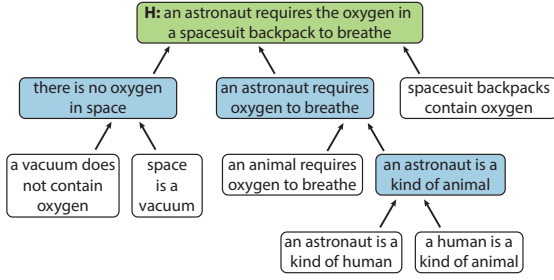 H: an astronaut requires the oxygen in
a spacesuit backpack to breathe
there is no oxygen
in space
an astronaut requires
oxygen to breathe
spacesuit backpacks
contain oxygen
a vacuum does
not contain
oxygen
space
is a
vacuum
an animal requires
oxygen to breathe
an astronaut is a
kind of animal
an astronaut is a
kind of human
a human is a
kind of animal